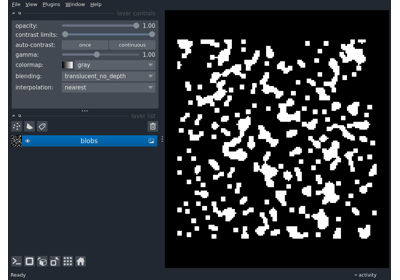 File View Plugins Window Help
layer controls
opacity: 1.00
contrast limits:
auto-contrast: once continuous
gamma: 1.00
colormap: gray
blending: translucent_no_depth
interpolation: nearest
layer list
blobs
Ready
activity